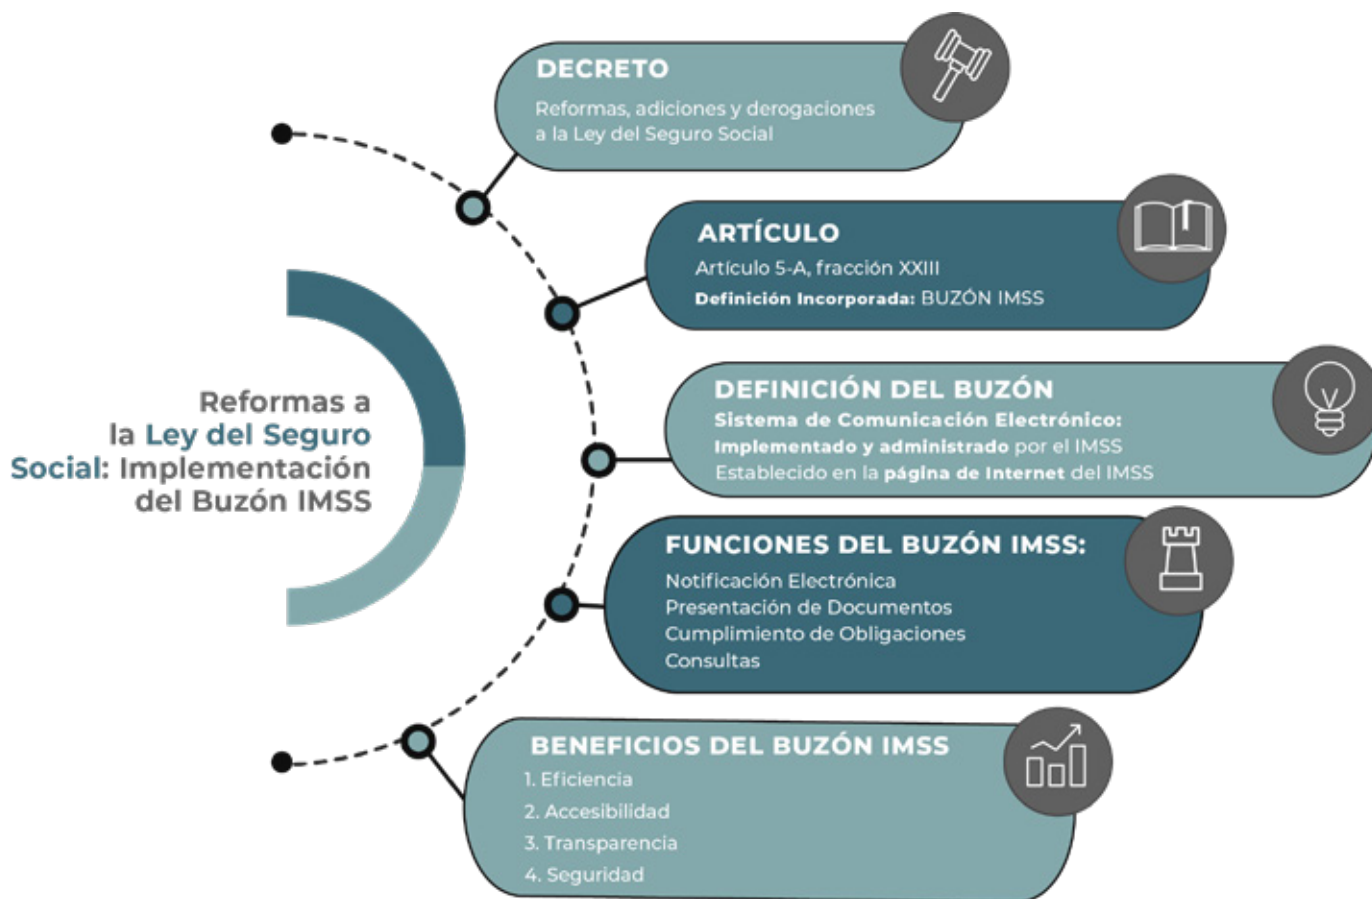 Reformas a
la Ley del Seguro
Social: Implementación
del Buzón IMSS
DECRETO
Reformas, adiciones y derogaciones
a la Ley del Seguro Social
ARTÍCULO
Artículo 5-A, fracción XXIII
Definición Incorporada: BUZÓN IMSS
DEFINICIÓN DEL BUZÓN
Sistema de Comunicación Electrónico:
Implementado y administrado por el IMSS
Establecido en la página de Internet del IMSS
FUNCIONES DEL BUZÓN IMSS:
Notificación Electrónica
Presentación de Documentos
Cumplimiento de Obligaciones
Consultas
BENEFICIOS DEL BUZÓN IMSS
1. Eficiencia
2. Accesibilidad
3. Transparencia
4. Seguridad